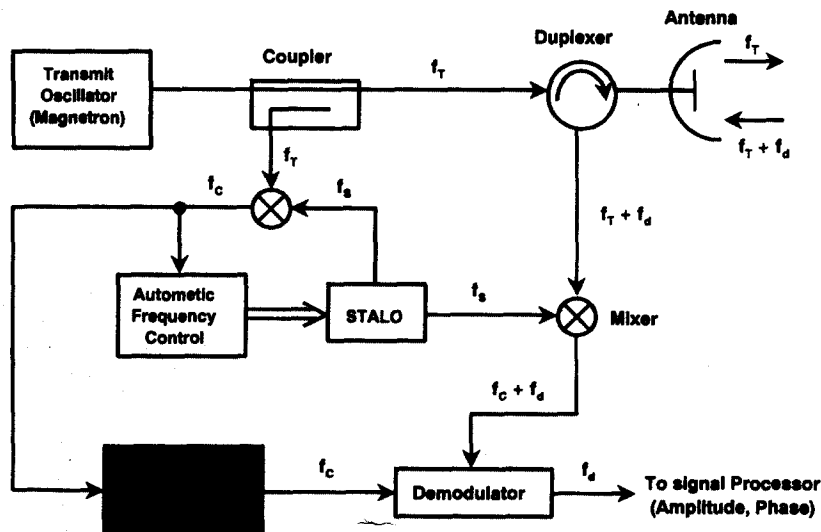 Antenna
Duplexer
Coupler
Transmit
Oscillator
(Magnetron)
f_T
f_T
f_T + f_d
f_T
f_C
f_s
f_T + f_d
Autometic
Frequency
Control
STALO
f_s
Mixer
f_C + f_d
f_C
Demodulator
f_d
To signal Processor
(Amplitude, Phase)